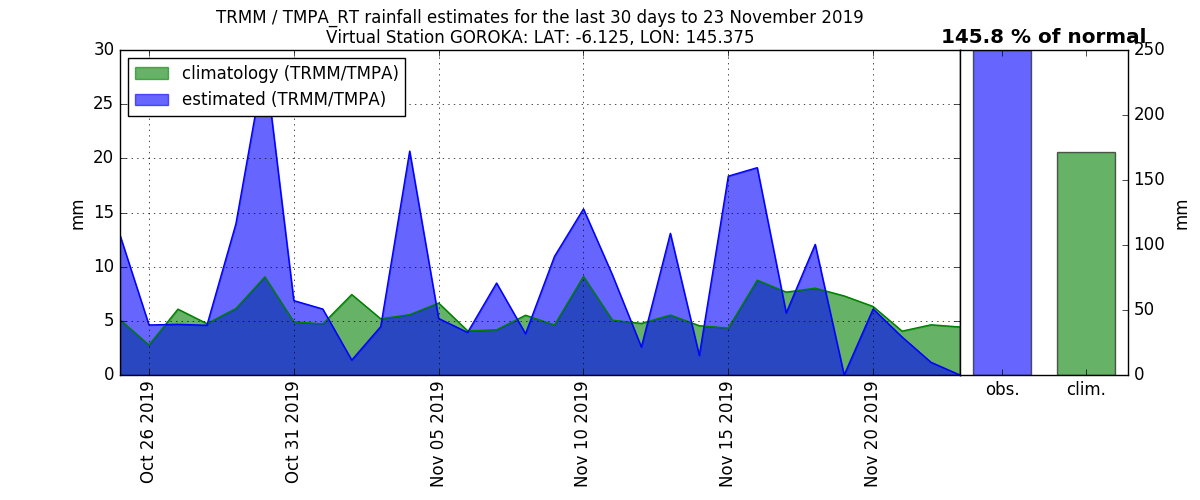 TRMM / TMPA_RT rainfall estimates for the last 30 days to 23 November 2019
Virtual Station GOROKA: LAT: -6.125, LON: 145.375
145.8 % of normal
climatology (TRMM/TMPA)
estimated (TRMM/TMPA)
mm
30
25
20
15
10
5
0
Oct 26 2019
Oct 31 2019
Nov 05 2019
Nov 10 2019
Nov 15 2019
Nov 20 2019
obs.
clim.
250
200
150
100
50
0
mm